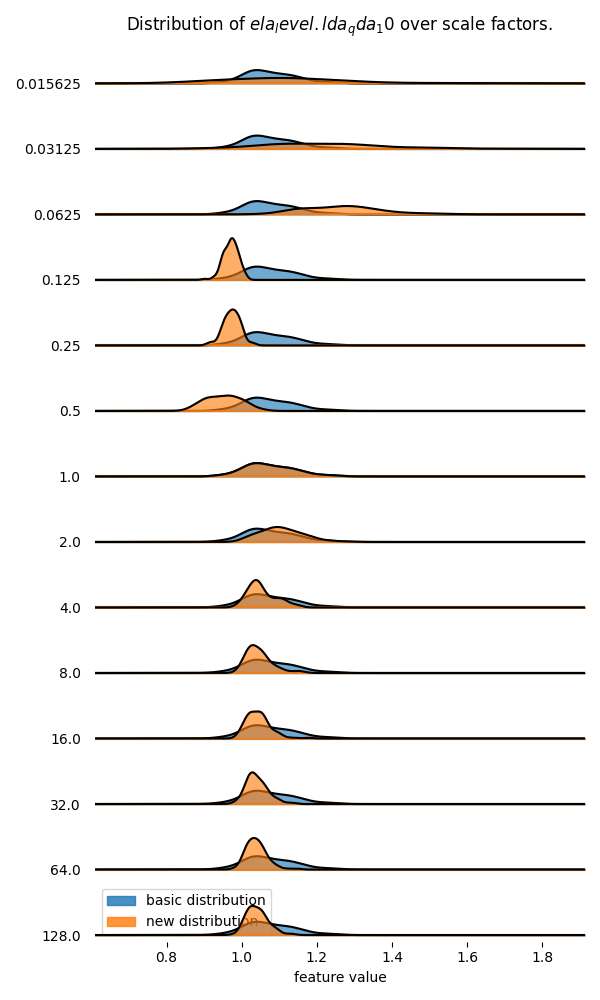 Distribution of elaₗevel.lda_qda₁0 over scale factors.
0.015625
0.03125
0.0625
0.125
0.25
0.5
1.0
2.0
4.0
8.0
16.0
32.0
64.0
basic distribution
new distribution
128.0
0.8 1.0 1.2 1.4 1.6 1.8
feature value